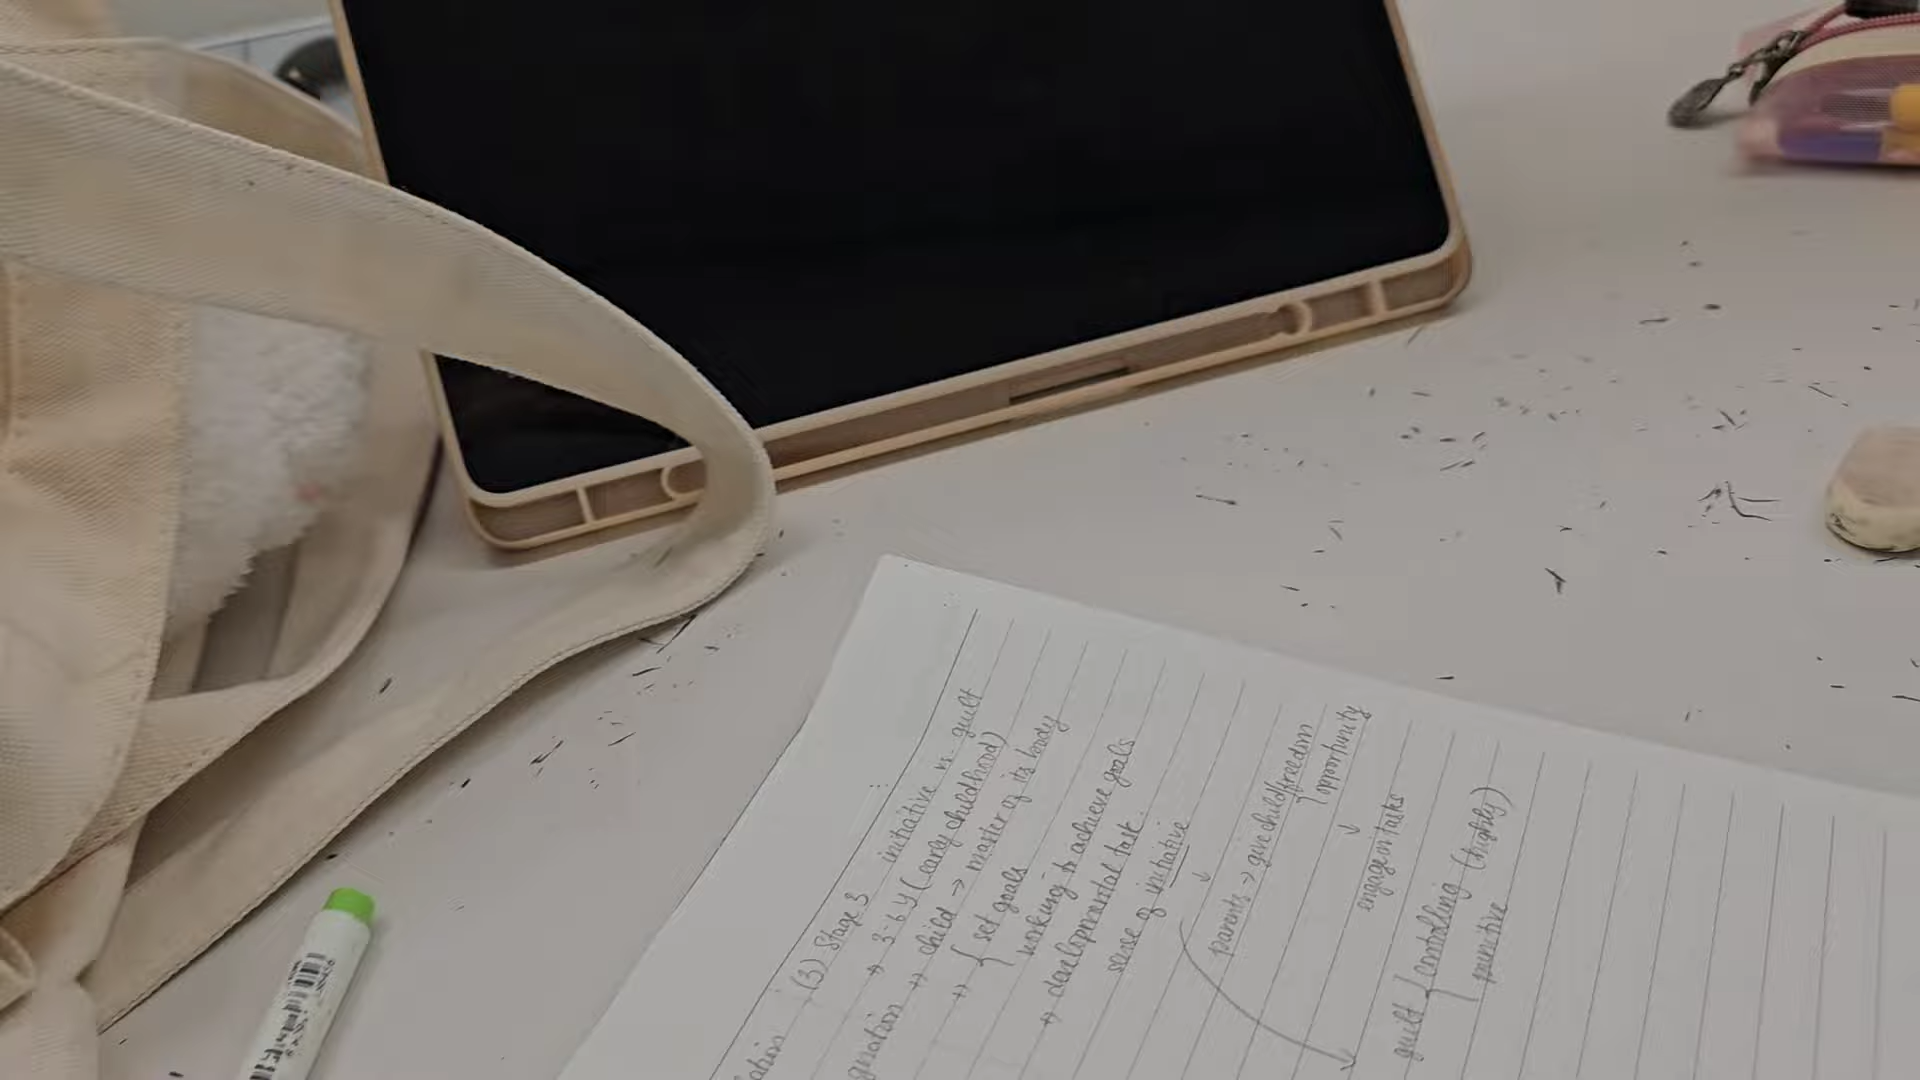 (3) Stage 3 initiative vs. guilt
→ 3-6 y (early childhood)
→ child → master of its body
→ { set goals
working to achieve goals
→ developmental task.
sense of initiative
↓
parents → give child { freedom
opportunity
↓
engage on tasks
↓
guilt { controlling (highly)
punitive